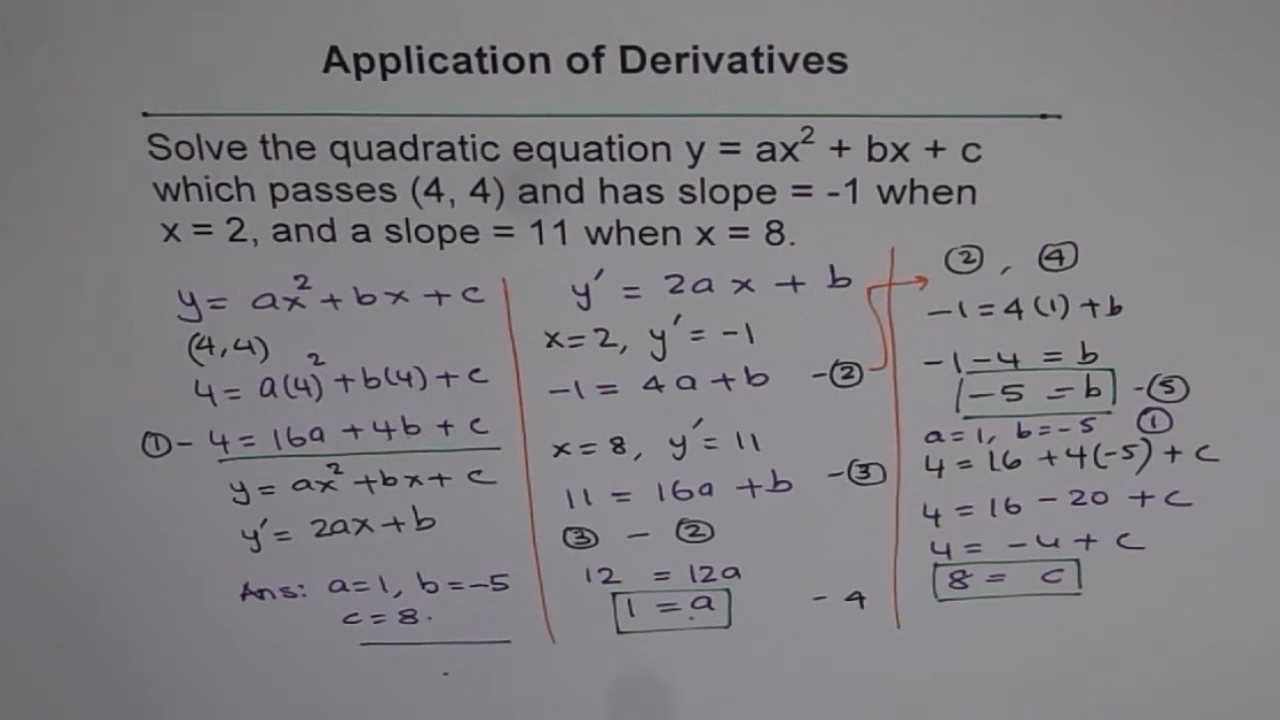 Application of Derivatives
Solve the quadratic equation y = ax² + bx + c
which passes (4, 4) and has slope = -1 when
x = 2, and a slope = 11 when x = 8.
y = ax² + bx + c
(4,4)
4 = a(4)² + b(4) + c
① - 4 = 16a + 4b + c
y = ax² + bx + c
y' = 2ax + b
Ans: a=1, b=-5
c=8.
y' = 2ax + b
x=2, y' = -1
-1 = 4a + b -②
x=8, y' = 11
11 = 16a + b -③
③ - ②
12 = 12a
1 = a - 4
②, ④
-1 = 4(1) + b
-1-4 = b
-5 = b -⑤
a=1, b=-5 ①
4 = 16 + 4(-5) + c
4 = 16 - 20 + c
4 = -4 + c
8 = c